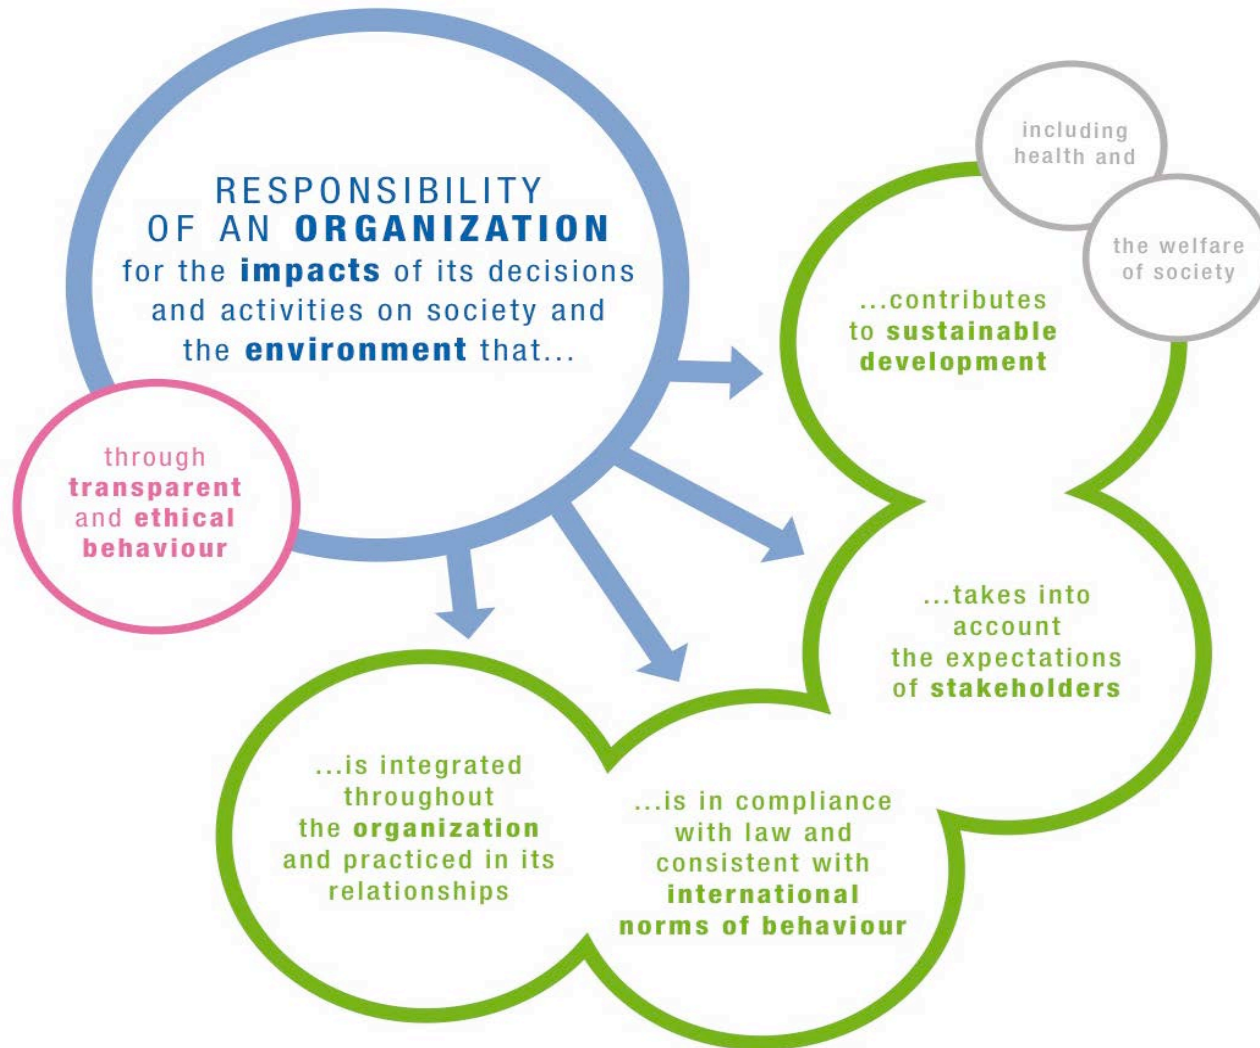 RESPONSIBILITY
OF AN ORGANIZATION
for the impacts of its decisions
and activities on society and
the environment that...
through
transparent
and ethical
behaviour
including
health and
the welfare
of society
...contributes
to sustainable
development
...takes into
account
the expectations
of stakeholders
...is in compliance
with law and
consistent with
international
norms of behaviour
...is integrated
throughout
the organization
and practiced in its
relationships